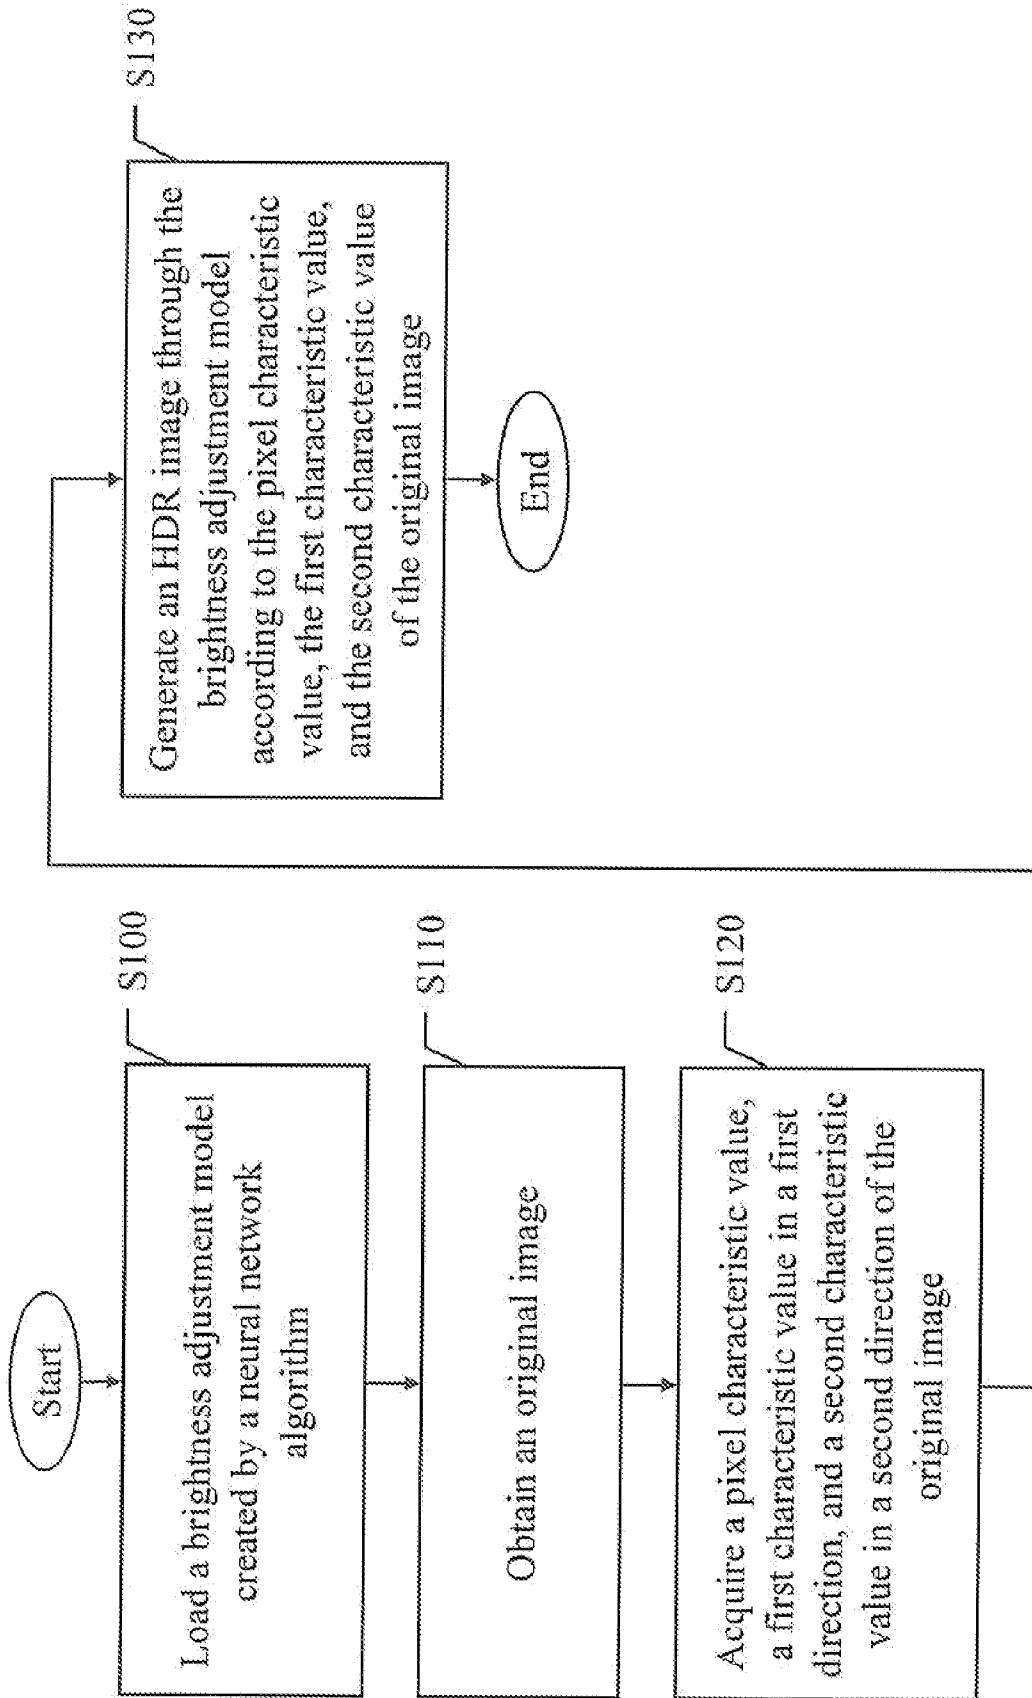 Start
Load a brightness adjustment model
created by a neural network
algorithm
S100
Obtain an original image
S110
Acquire a pixel characteristic value,
a first characteristic value in a first
direction, and a second characteristic
value in a second direction of the
original image
S120
Generate an HDR image through the
brightness adjustment model
according to the pixel characteristic
value, the first characteristic value,
and the second characteristic value
of the original image
S130
End